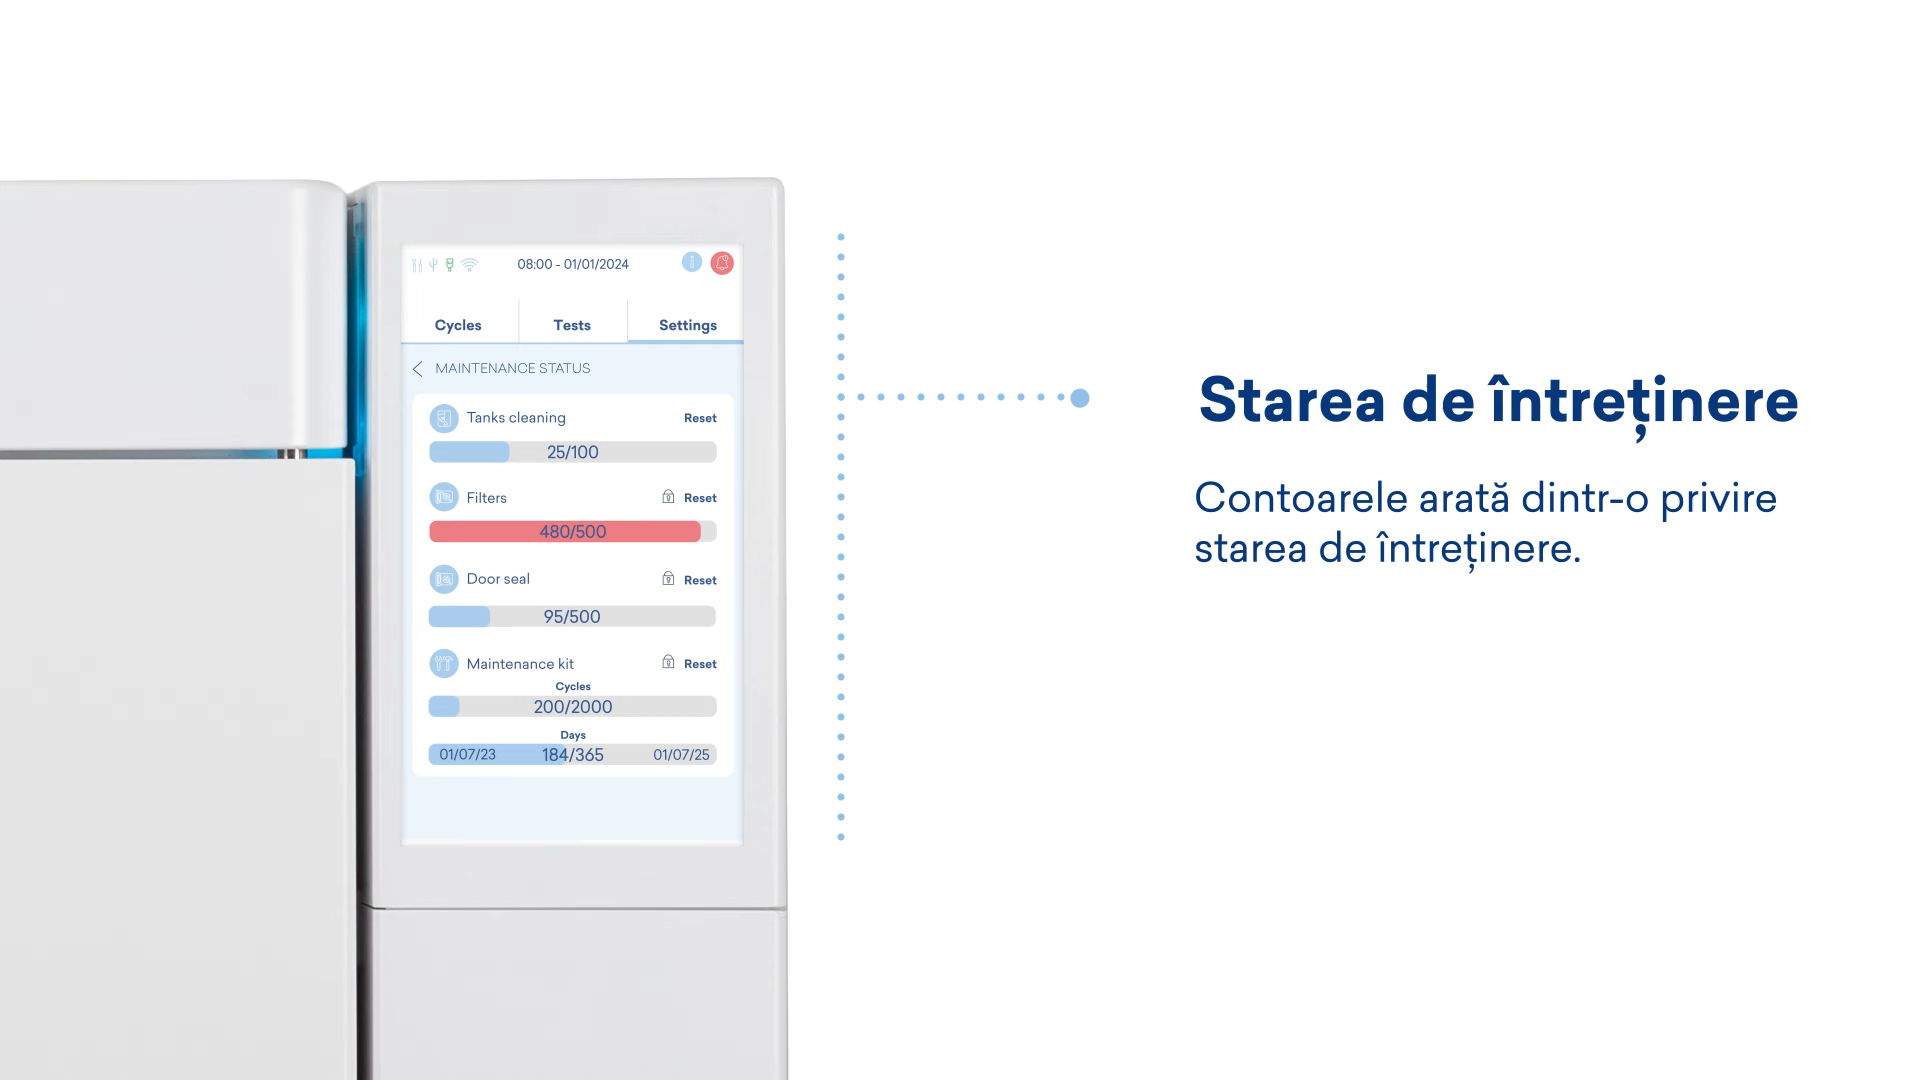 08:00 - 01/01/2024
Cycles Tests Settings
MAINTENANCE STATUS
Tanks cleaning Reset
25/100
Filters Reset
480/500
Door seal Reset
95/500
Maintenance kit Reset
Cycles
200/2000
Days
01/07/23 184/365 01/07/25
Starea de întreținere
Contoarele arată dintr-o privire
starea de întreținere.